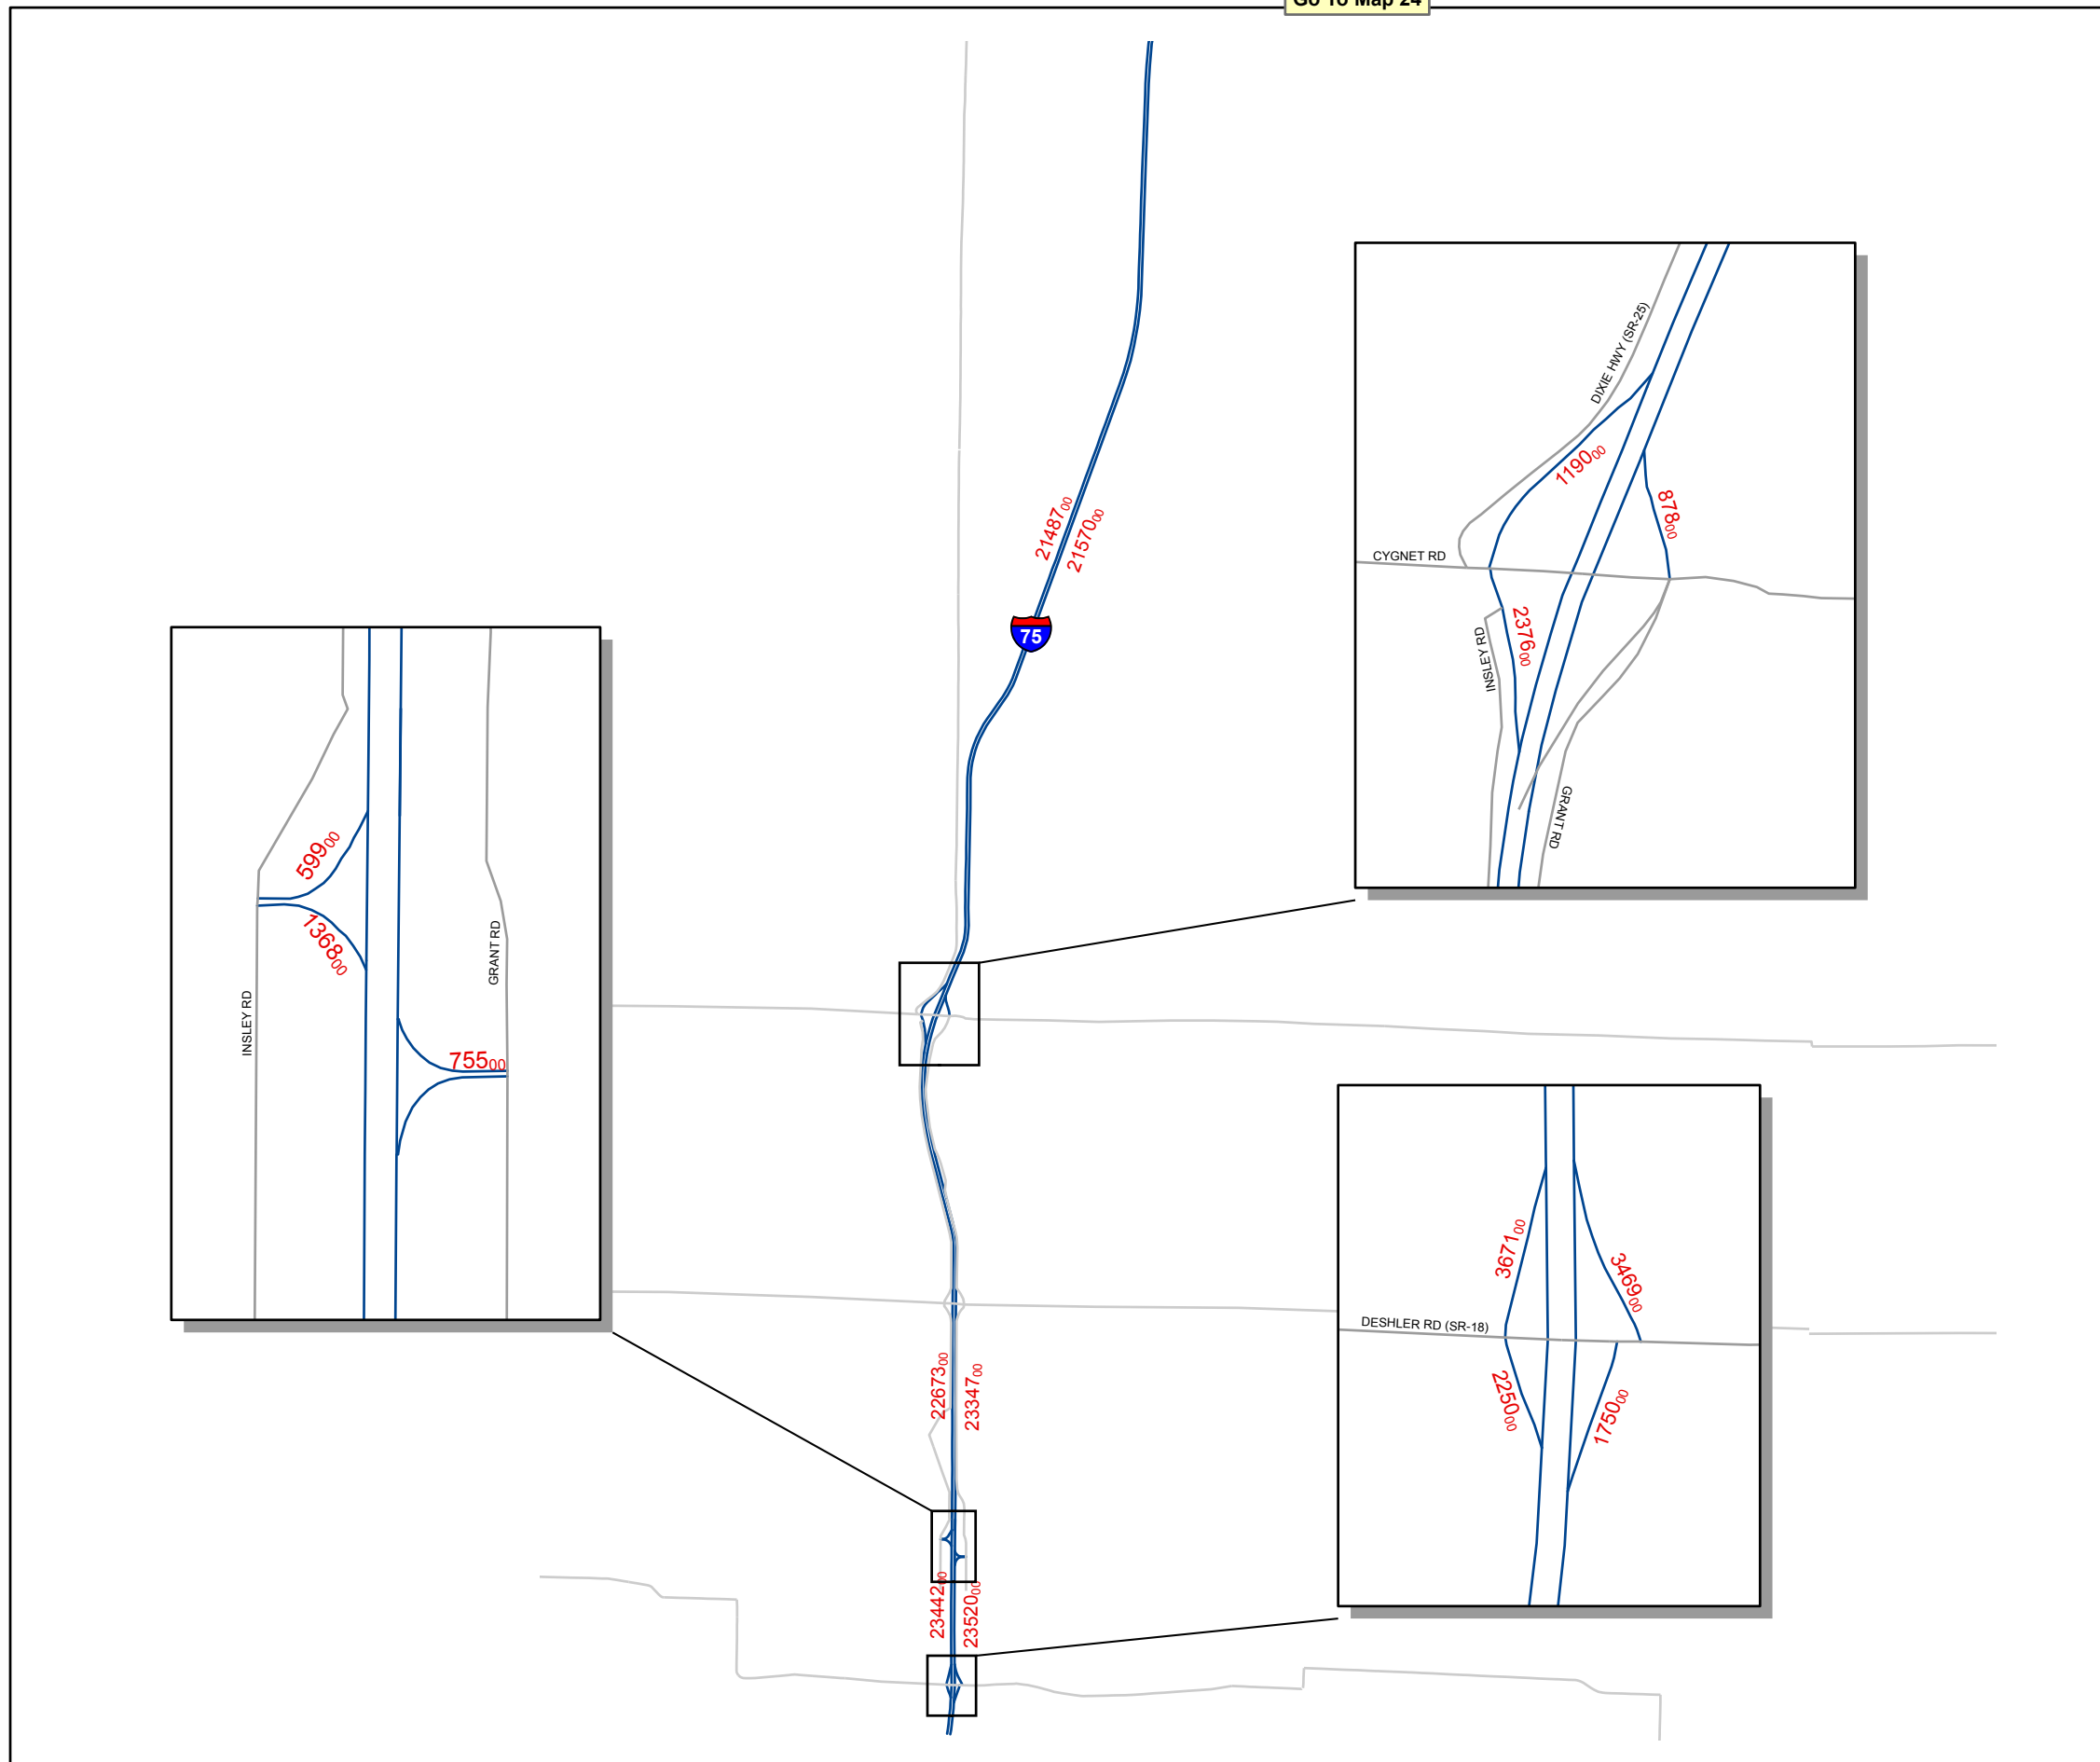 Go To Map 24
DIXIE HWY (SR-25)
1190 00
878 00
21487 00
21570 00
CYGNET RD
75
2376 00
INSLEY RD
GRANT RD
599 00
1368 00
GRANT RD
INSLEY RD
755 00
3671 00
3469 00
DESHLER RD (SR-18)
22673 00
23347 00
2250 00
1750 00
23442 00
23520 00